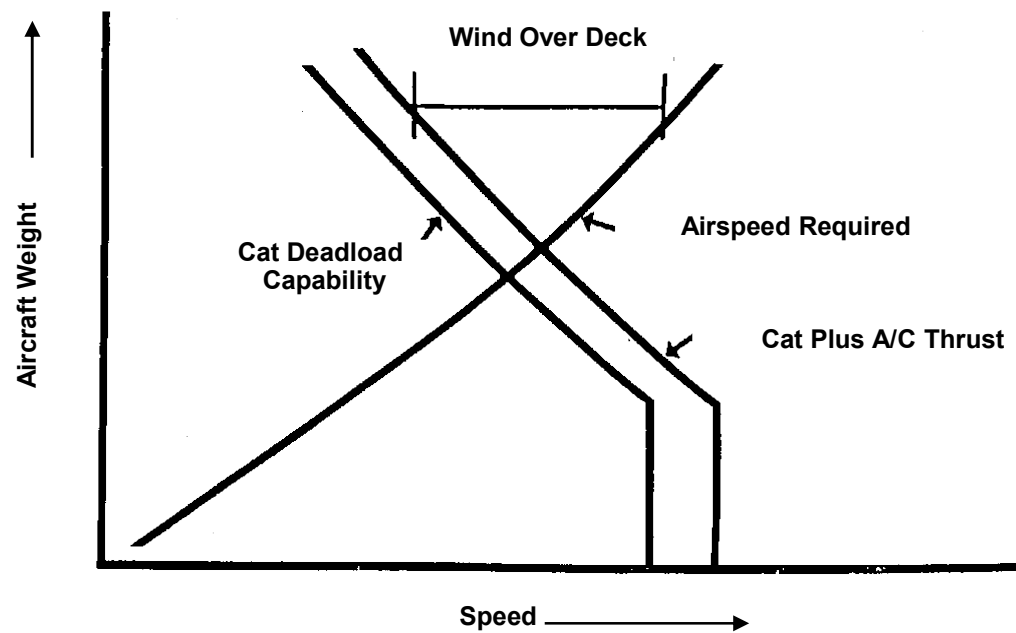 Wind Over Deck
Airspeed Required
Cat Deadload
Capability
Cat Plus A/C Thrust
Aircraft Weight
Speed